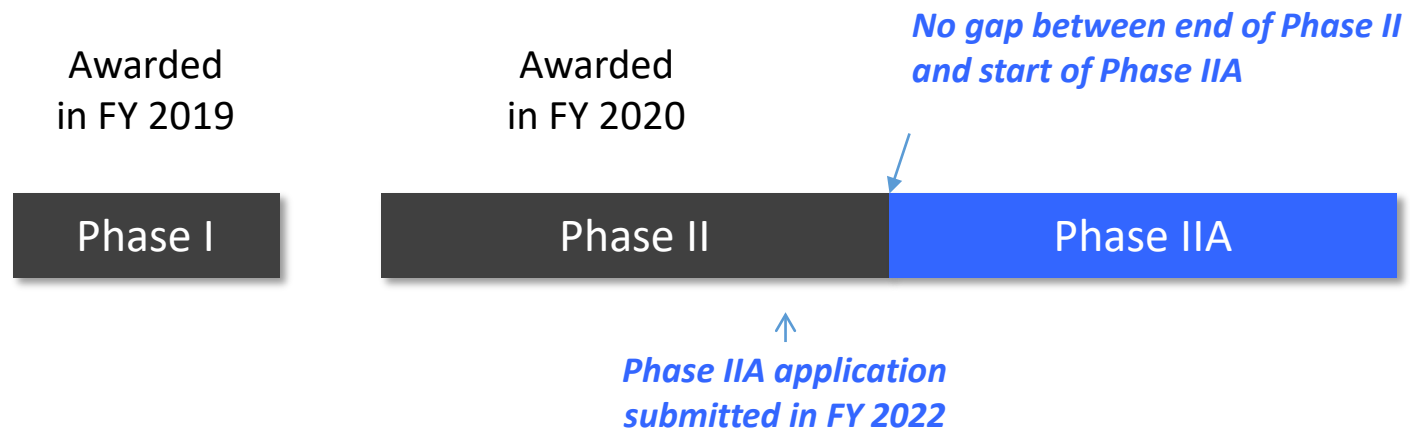 Awarded
in FY 2019
Awarded
in FY 2020
No gap between end of Phase II
and start of Phase IIA
Phase I
Phase II
Phase IIA
Phase IIA application
submitted in FY 2022